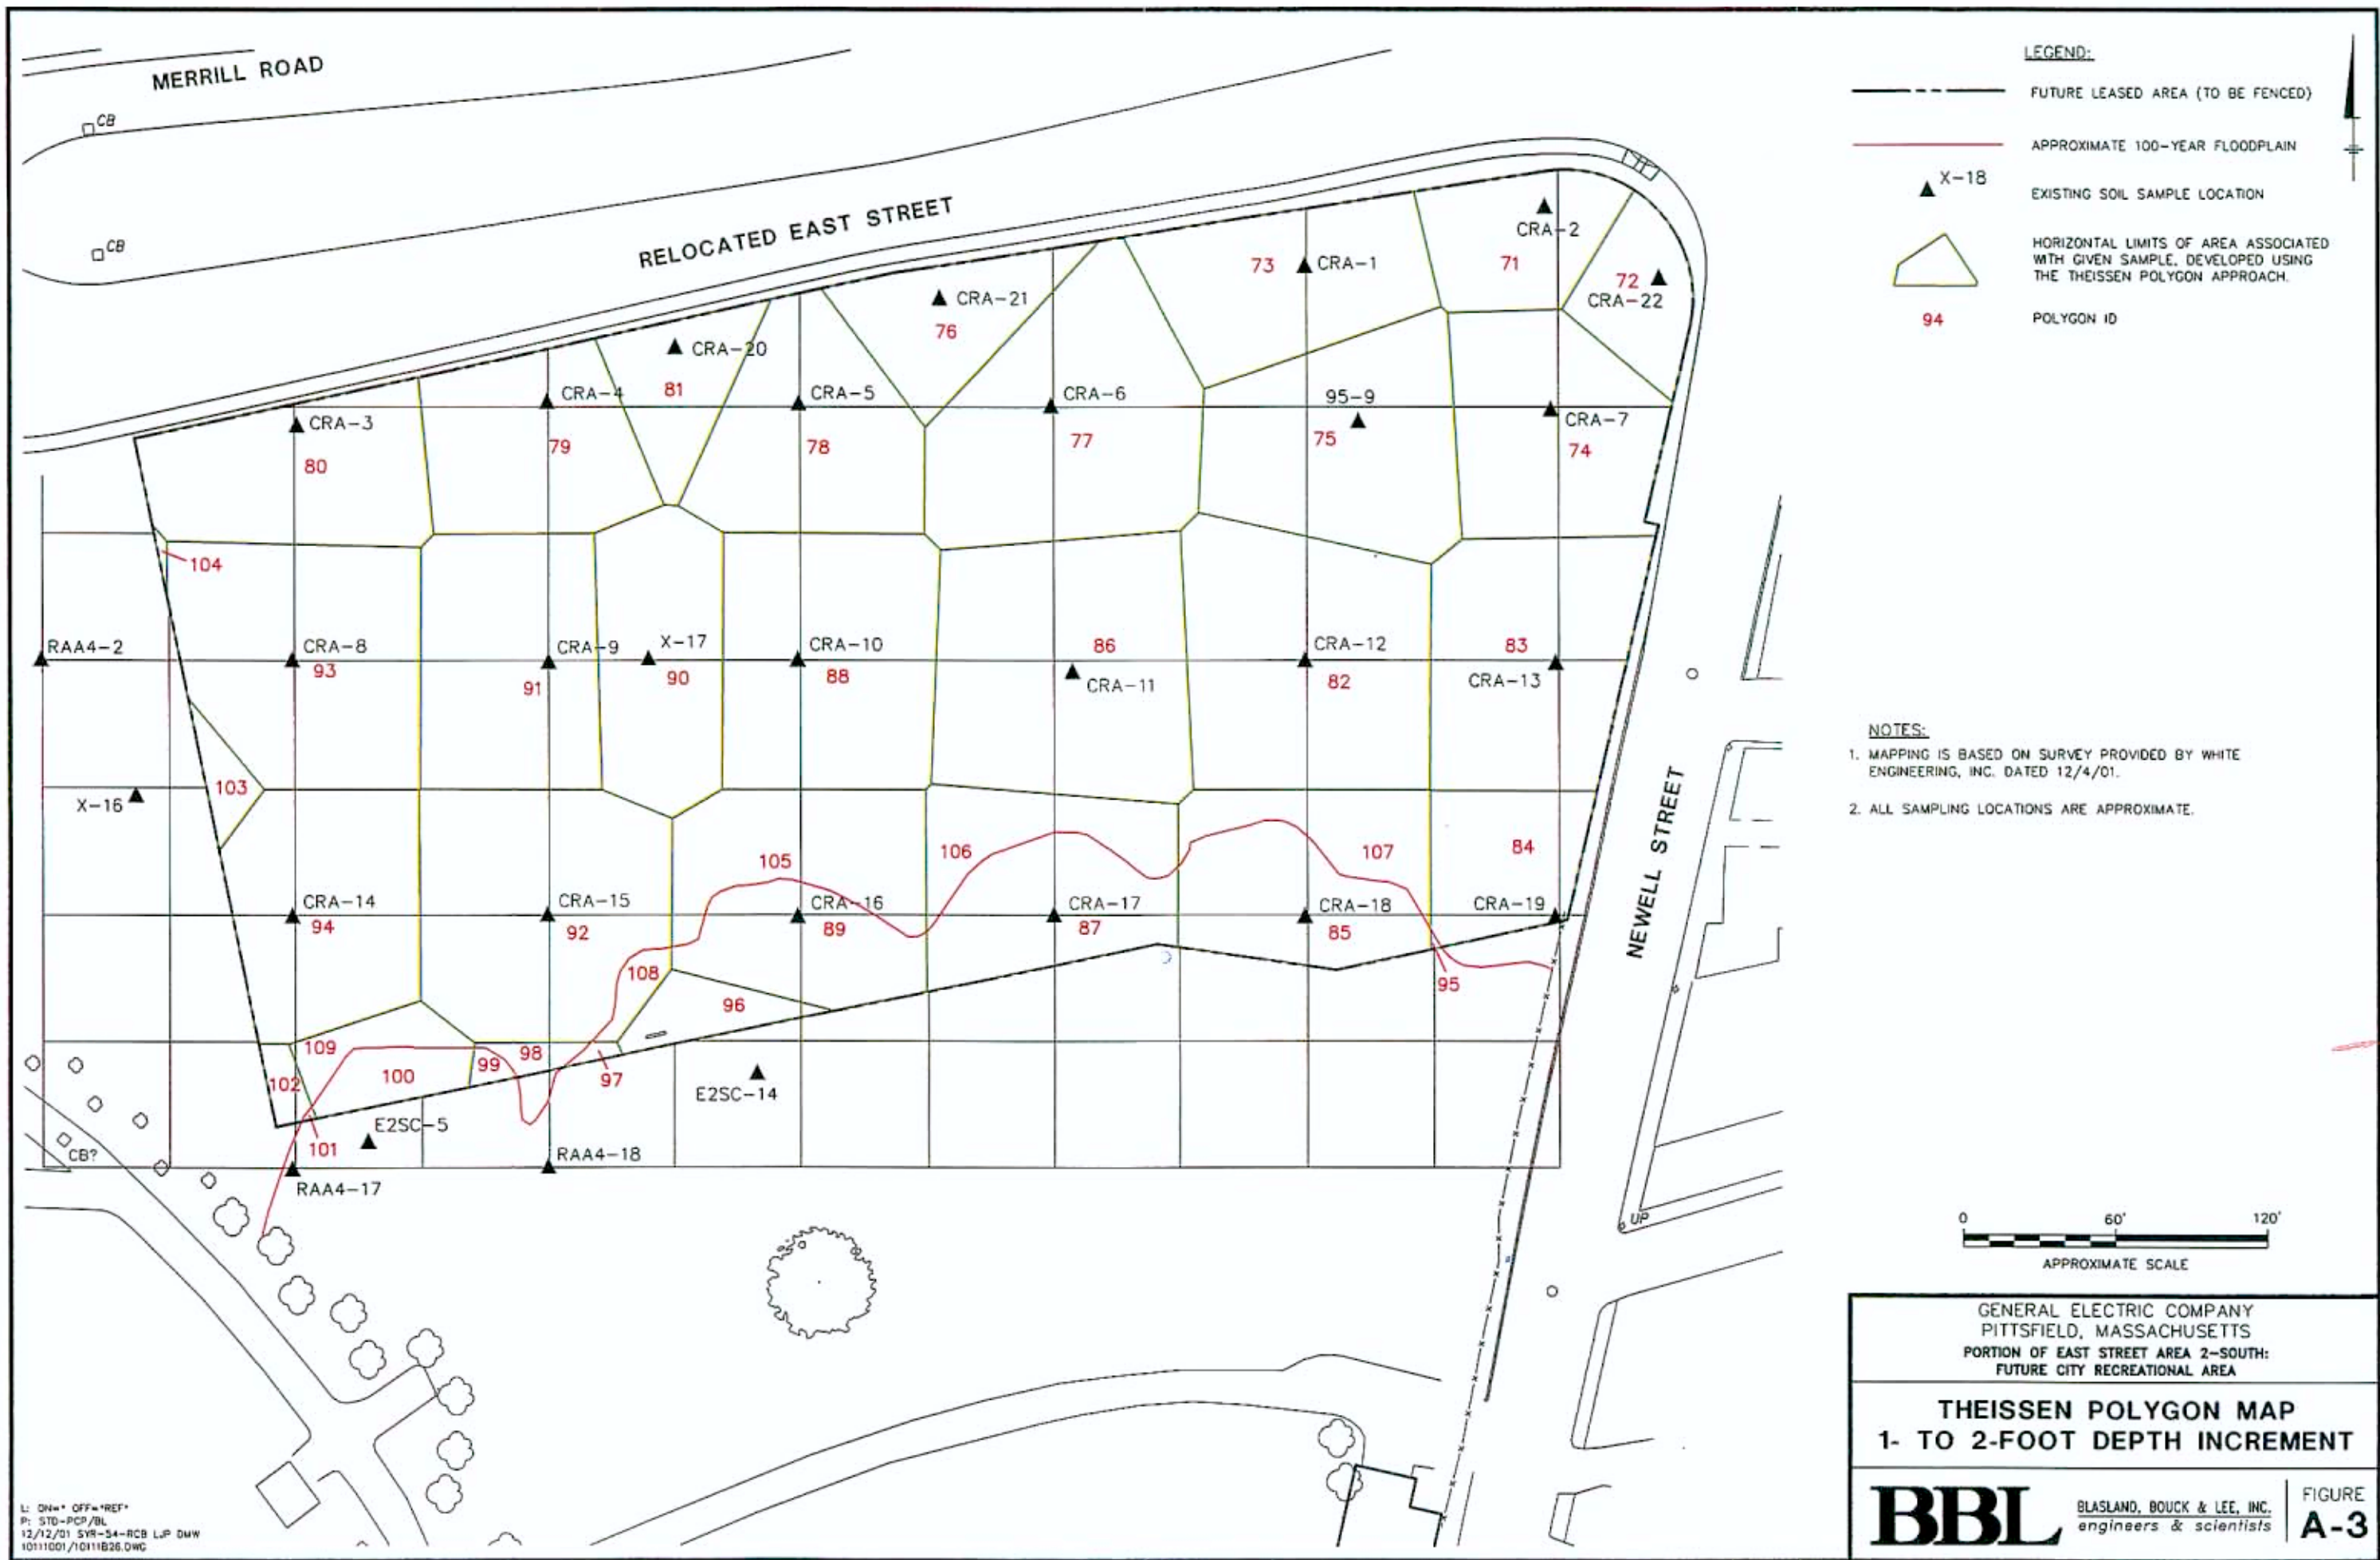 MERRILL ROAD
CB
CB
RELOCATED EAST STREET
LEGEND:
FUTURE LEASED AREA (TO BE FENCED)
APPROXIMATE 100-YEAR FLOODPLAIN
X-18
EXISTING SOIL SAMPLE LOCATION
HORIZONTAL LIMITS OF AREA ASSOCIATED
WITH GIVEN SAMPLE, DEVELOPED USING
THE THEISSEN POLYGON APPROACH.
94
POLYGON ID
CRA-2
73
CRA-1
71
72
CRA-22
CRA-21
76
CRA-20
81
CRA-4
CRA-5
CRA-6
95-9
CRA-7
CRA-3
80
79
78
77
75
74
104
RAA4-2
CRA-8
93
CRA-9
91
X-17
90
CRA-10
88
86
CRA-11
CRA-12
82
83
CRA-13
X-16
103
105
106
107
84
CRA-14
94
CRA-15
92
CRA-16
89
CRA-17
87
CRA-18
85
CRA-19
108
96
95
109
102
100
99
98
97
101
E2SC-5
E2SC-14
RAA4-18
RAA4-17
CB?
NEWELL STREET
UP
NOTES:
1. MAPPING IS BASED ON SURVEY PROVIDED BY WHITE
ENGINEERING, INC. DATED 12/4/01.
2. ALL SAMPLING LOCATIONS ARE APPROXIMATE.
0 60' 120'
APPROXIMATE SCALE
GENERAL ELECTRIC COMPANY
PITTSFIELD, MASSACHUSETTS
PORTION OF EAST STREET AREA 2-SOUTH:
FUTURE CITY RECREATIONAL AREA
THEISSEN POLYGON MAP
1- TO 2-FOOT DEPTH INCREMENT
BBL
BLASLAND, BOUCK & LEE, INC.
engineers & scientists
FIGURE
A-3
L: ON=* OFF=*REF*
P: STD-PCP/BL
12/12/01 SYR-54-RCB LJP DMW
10111001/10111B26.DWG